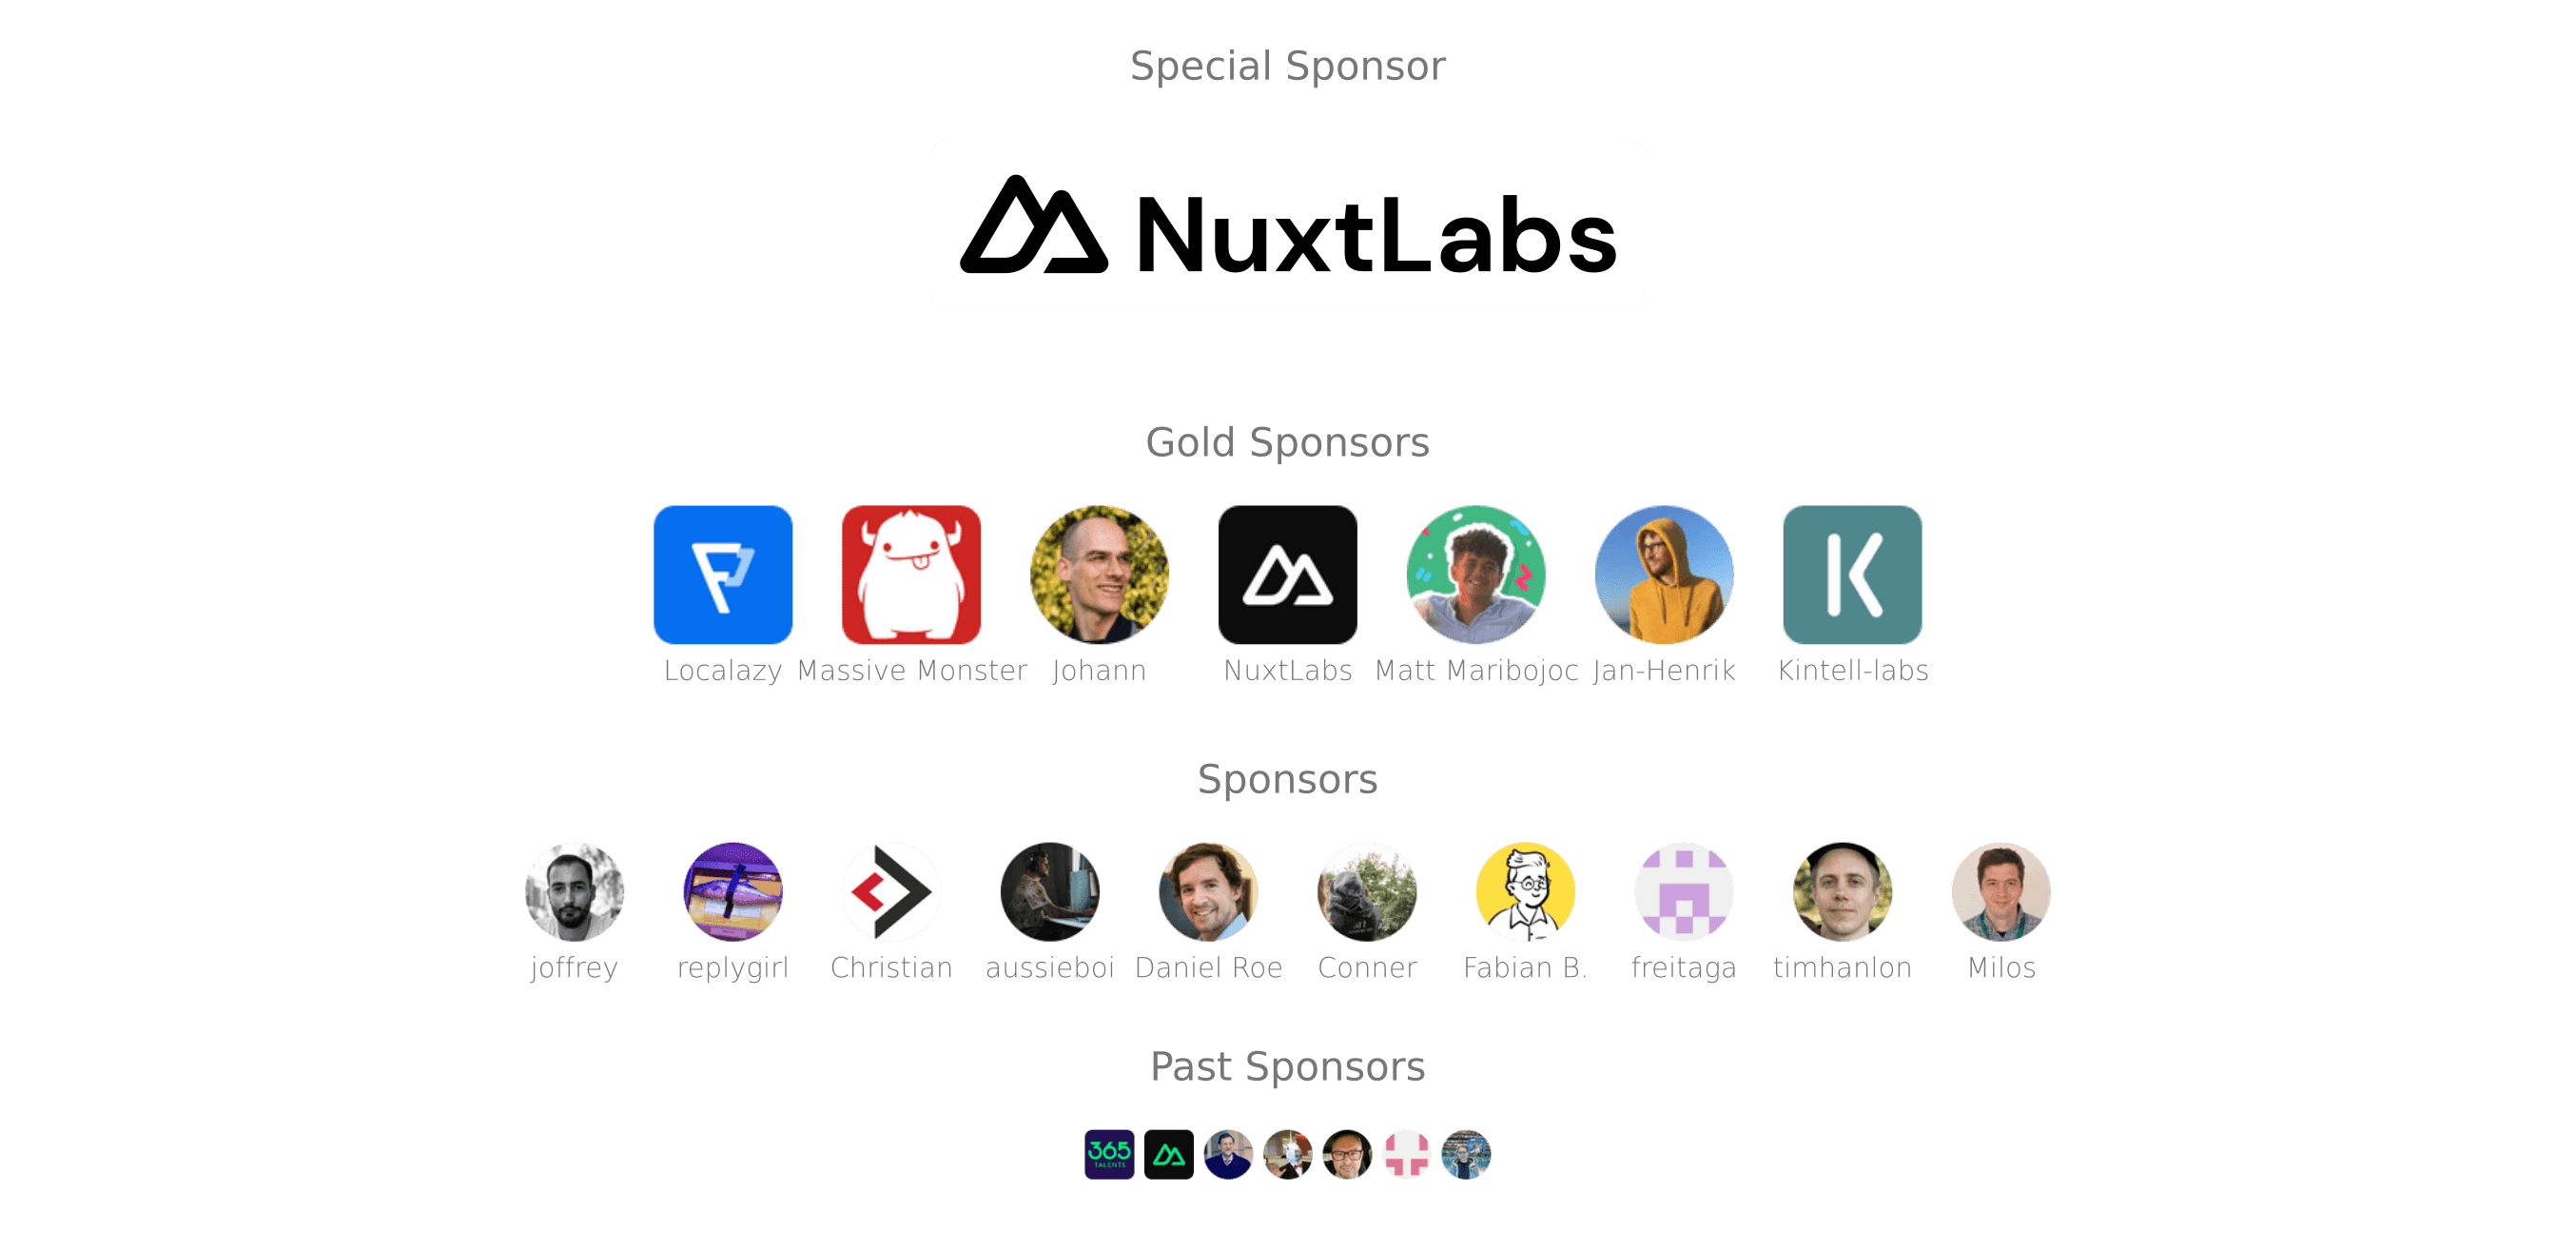 Special Sponsor
NuxtLabs
Gold Sponsors
Localazy Massive Monster Johann NuxtLabs Matt Maribojoc Jan-Henrik Kintell-labs
Sponsors
joffrey replygirl Christian aussieboi Daniel Roe Conner Fabian B. freitaga timhanlon Milos
Past Sponsors
365
TALENTS